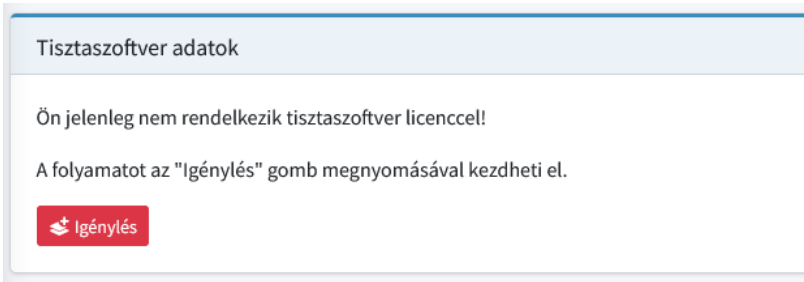 Tisztaszoftver adatok
Ön jelenleg nem rendelkezik tisztaszoftver licenccel!
A folyamatot az "Igénylés" gomb megnyomásával kezdheti el.
Igénylés